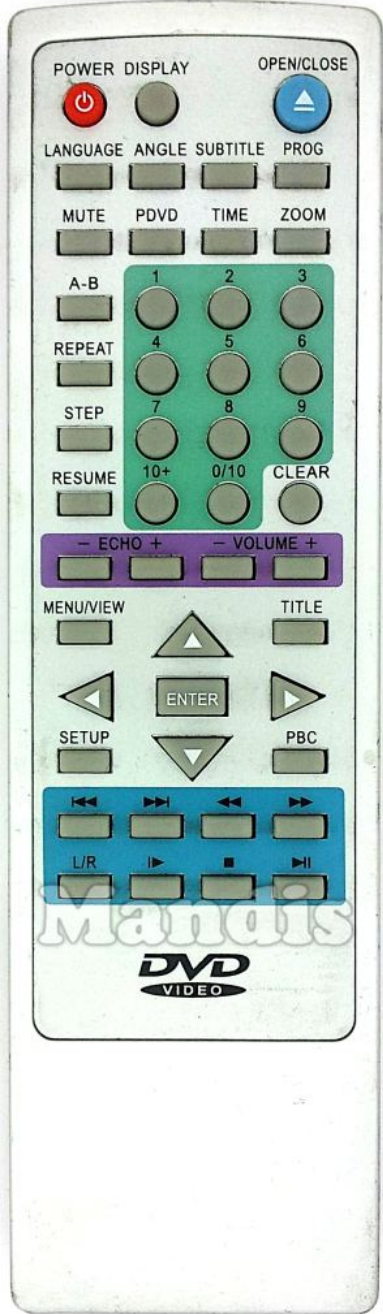 POWER DISPLAY OPEN/CLOSE
LANGUAGE ANGLE SUBTITLE PROG
MUTE PDVD TIME ZOOM
A-B 1 2 3
REPEAT 4 5 6
STEP 7 8 9
RESUME 10+ 0/10 CLEAR
- ECHO + - VOLUME +
MENU/VIEW TITLE
ENTER
SETUP PBC
L/R
Mandis
DVD
VIDEO